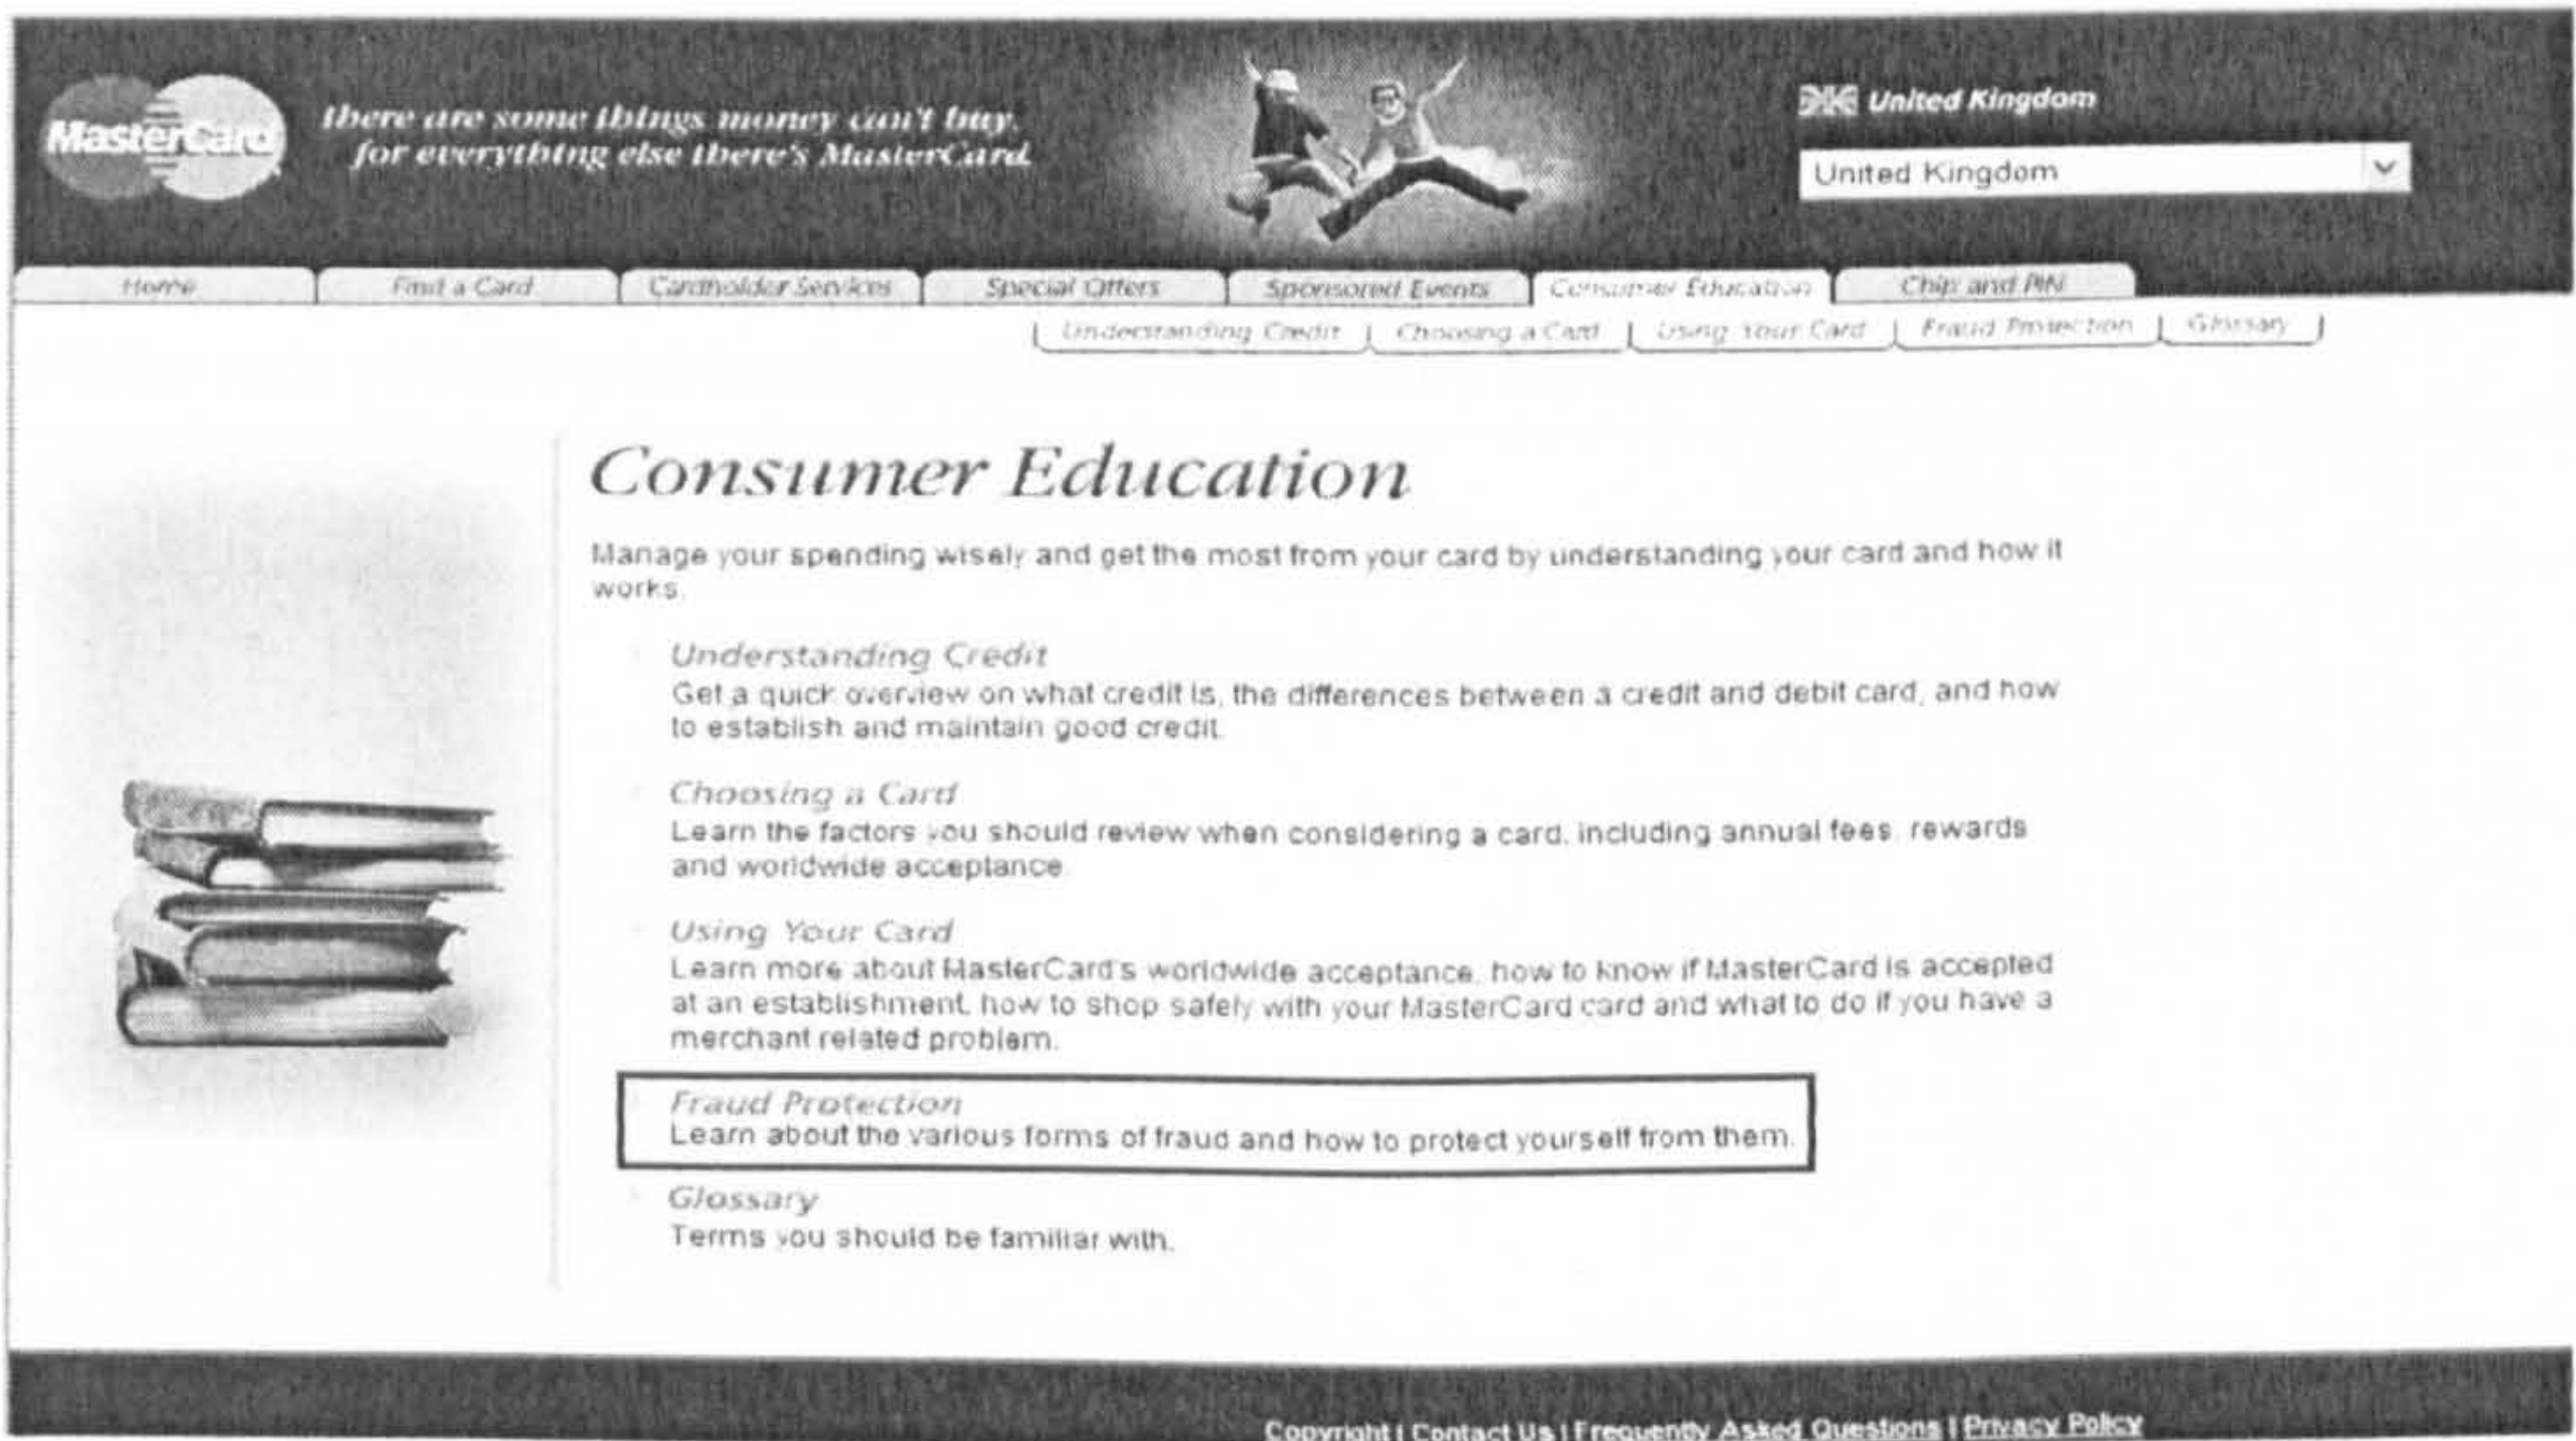 MasterCard
there are some things money can't buy.
for everything else there's MasterCard.
United Kingdom
United Kingdom
Home
Find a Card
Cardholder Services
Special Offers
Sponsored Events
Consumer Education
Chip and PIN
Understanding Credit
Choosing a Card
Using Your Card
Fraud Protection
Glossary
Consumer Education
Manage your spending wisely and get the most from your card by understanding your card and how it
works.
Understanding Credit
Get a quick overview on what credit is, the differences between a credit and debit card, and how
to establish and maintain good credit.
Choosing a Card
Learn the factors you should review when considering a card, including annual fees, rewards
and worldwide acceptance.
Using Your Card
Learn more about MasterCard's worldwide acceptance, how to know if MasterCard is accepted
at an establishment, how to shop safely with your MasterCard card and what to do if you have a
merchant related problem.
Fraud Protection
Learn about the various forms of fraud and how to protect yourself from them.
Glossary
Terms you should be familiar with.
Copyright | Contact Us | Frequently Asked Questions | Privacy Policy